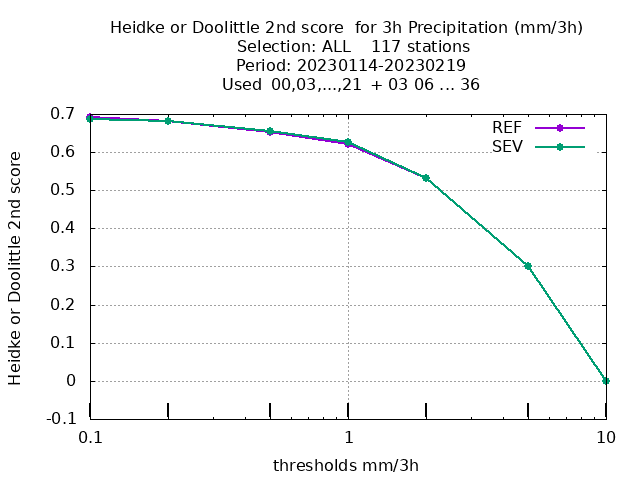 Heidke or Doolittle 2nd score  for 3h Precipitation (mm/3h)
Selection: ALL    117 stations
Period: 20230114-20230219
Used  00,03,...,21  + 03 06 ... 36
REF
SEV
Heidke or Doolittle 2nd score
0.7
0.6
0.5
0.4
0.3
0.2
0.1
0
-0.1
0.1 1 10
thresholds mm/3h